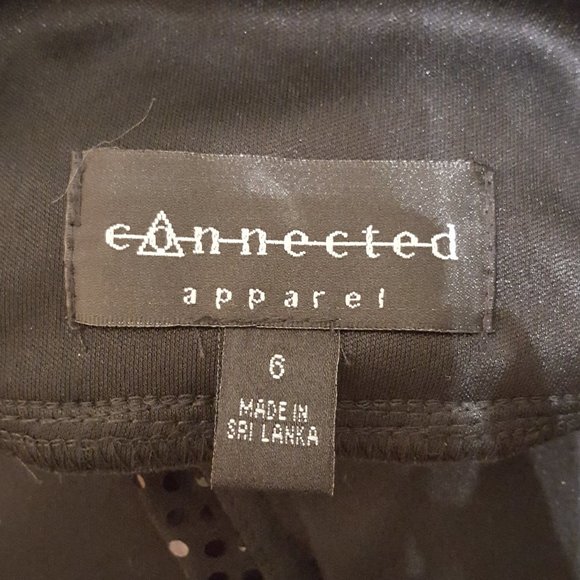 connected
apparel
6
MADE IN
SRI LANKA